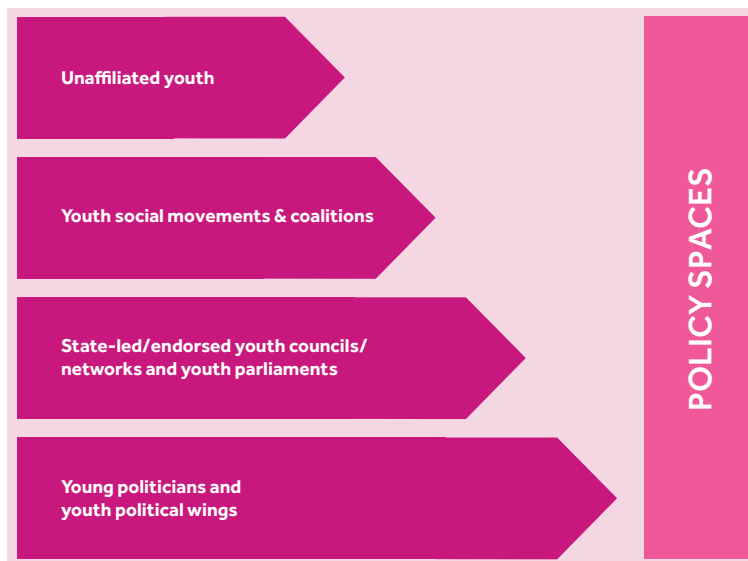 Unaffiliated youth
Youth social movements & coalitions
State-led/endorsed youth councils/
networks and youth parliaments
Young politicians and
youth political wings
POLICY SPACES